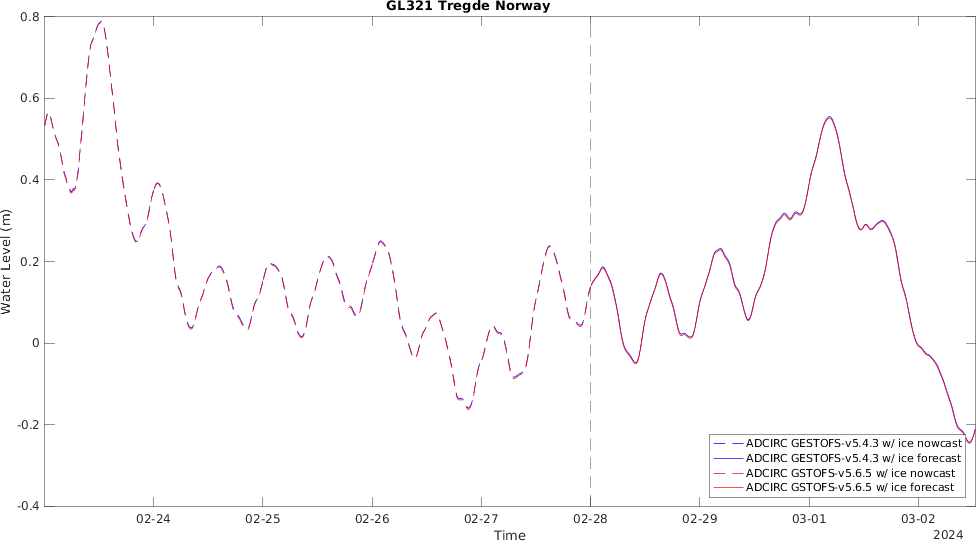 GL321 Tregde Norway
0.8
0.6
0.4
0.2
0
-0.2
-0.4
Water Level (m)
ADCIRC GESTOFS-v5.4.3 w/ ice nowcast
ADCIRC GESTOFS-v5.4.3 w/ ice forecast
ADCIRC GSTOFS-v5.6.5 w/ ice nowcast
ADCIRC GSTOFS-v5.6.5 w/ ice forecast
02-24 02-25 02-26 02-27 02-28 02-29 03-01 03-02
Time
2024